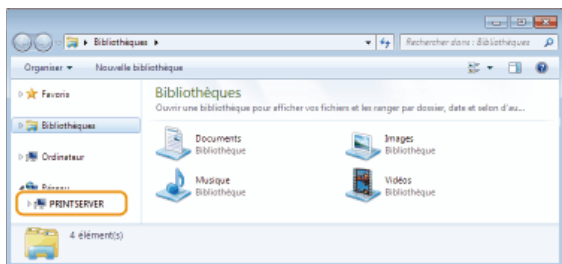 Bibliothèques
Rechercher dans : Bibliothèques
Organiser
Nouvelle bibliothèque
Favoris
Bibliothèques
Ordinateur
Réseau
PRINTSERVER
Bibliothèques
Ouvrir une bibliothèque pour afficher vos fichiers et les ranger par dossier, date et selon d'au...
Documents
Bibliothèque
Images
Bibliothèque
Musique
Bibliothèque
Vidéos
Bibliothèque
4 élément(s)